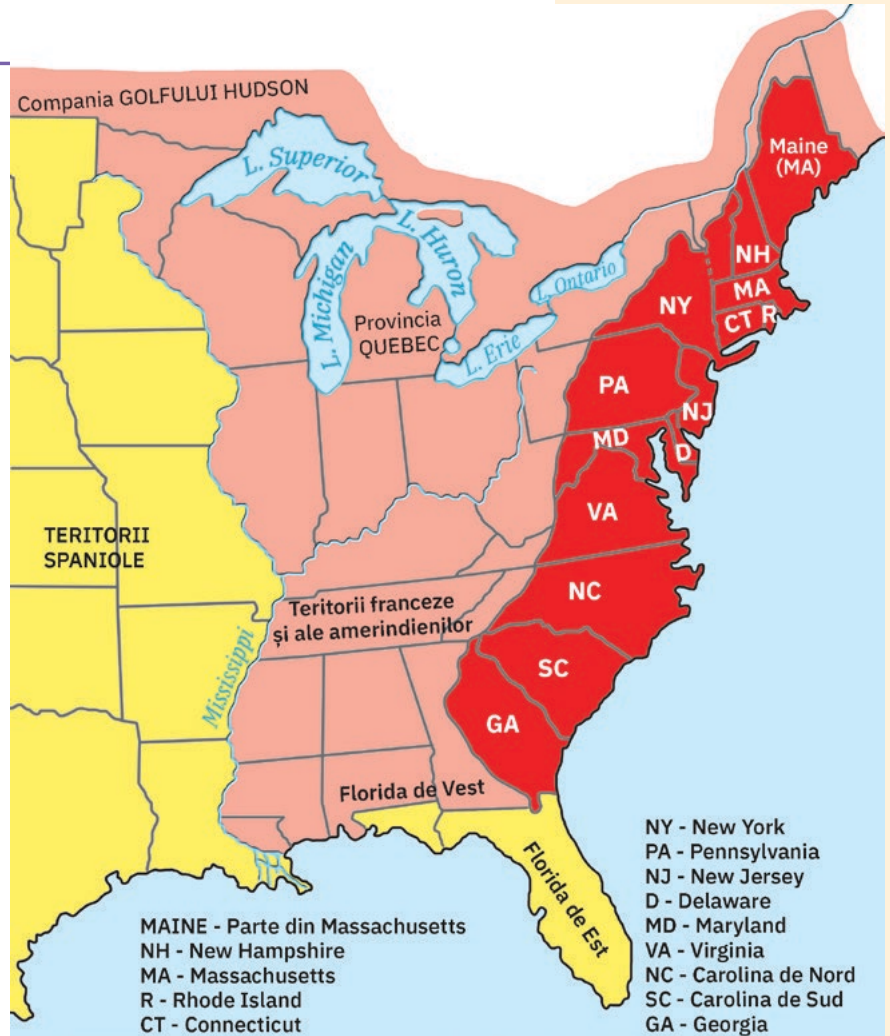 Compania GOLFULUI HUDSON
L. Superior
L. Michigan
L. Huron
L. Ontario
L. Erie
Provincia
QUEBEC
Maine
(MA)
NH
MA
CT R
NY
PA
NJ
MD
D
VA
NC
SC
GA
TERITORII
SPANIOLE
Mississippi
Teritorii franceze
și ale amerindienilor
Florida de Vest
Florida de Est
MAINE - Parte din Massachusetts
NH - New Hampshire
MA - Massachusetts
R - Rhode Island
CT - Connecticut
NY - New York
PA - Pennsylvania
NJ - New Jersey
D - Delaware
MD - Maryland
VA - Virginia
NC - Carolina de Nord
SC - Carolina de Sud
GA - Georgia